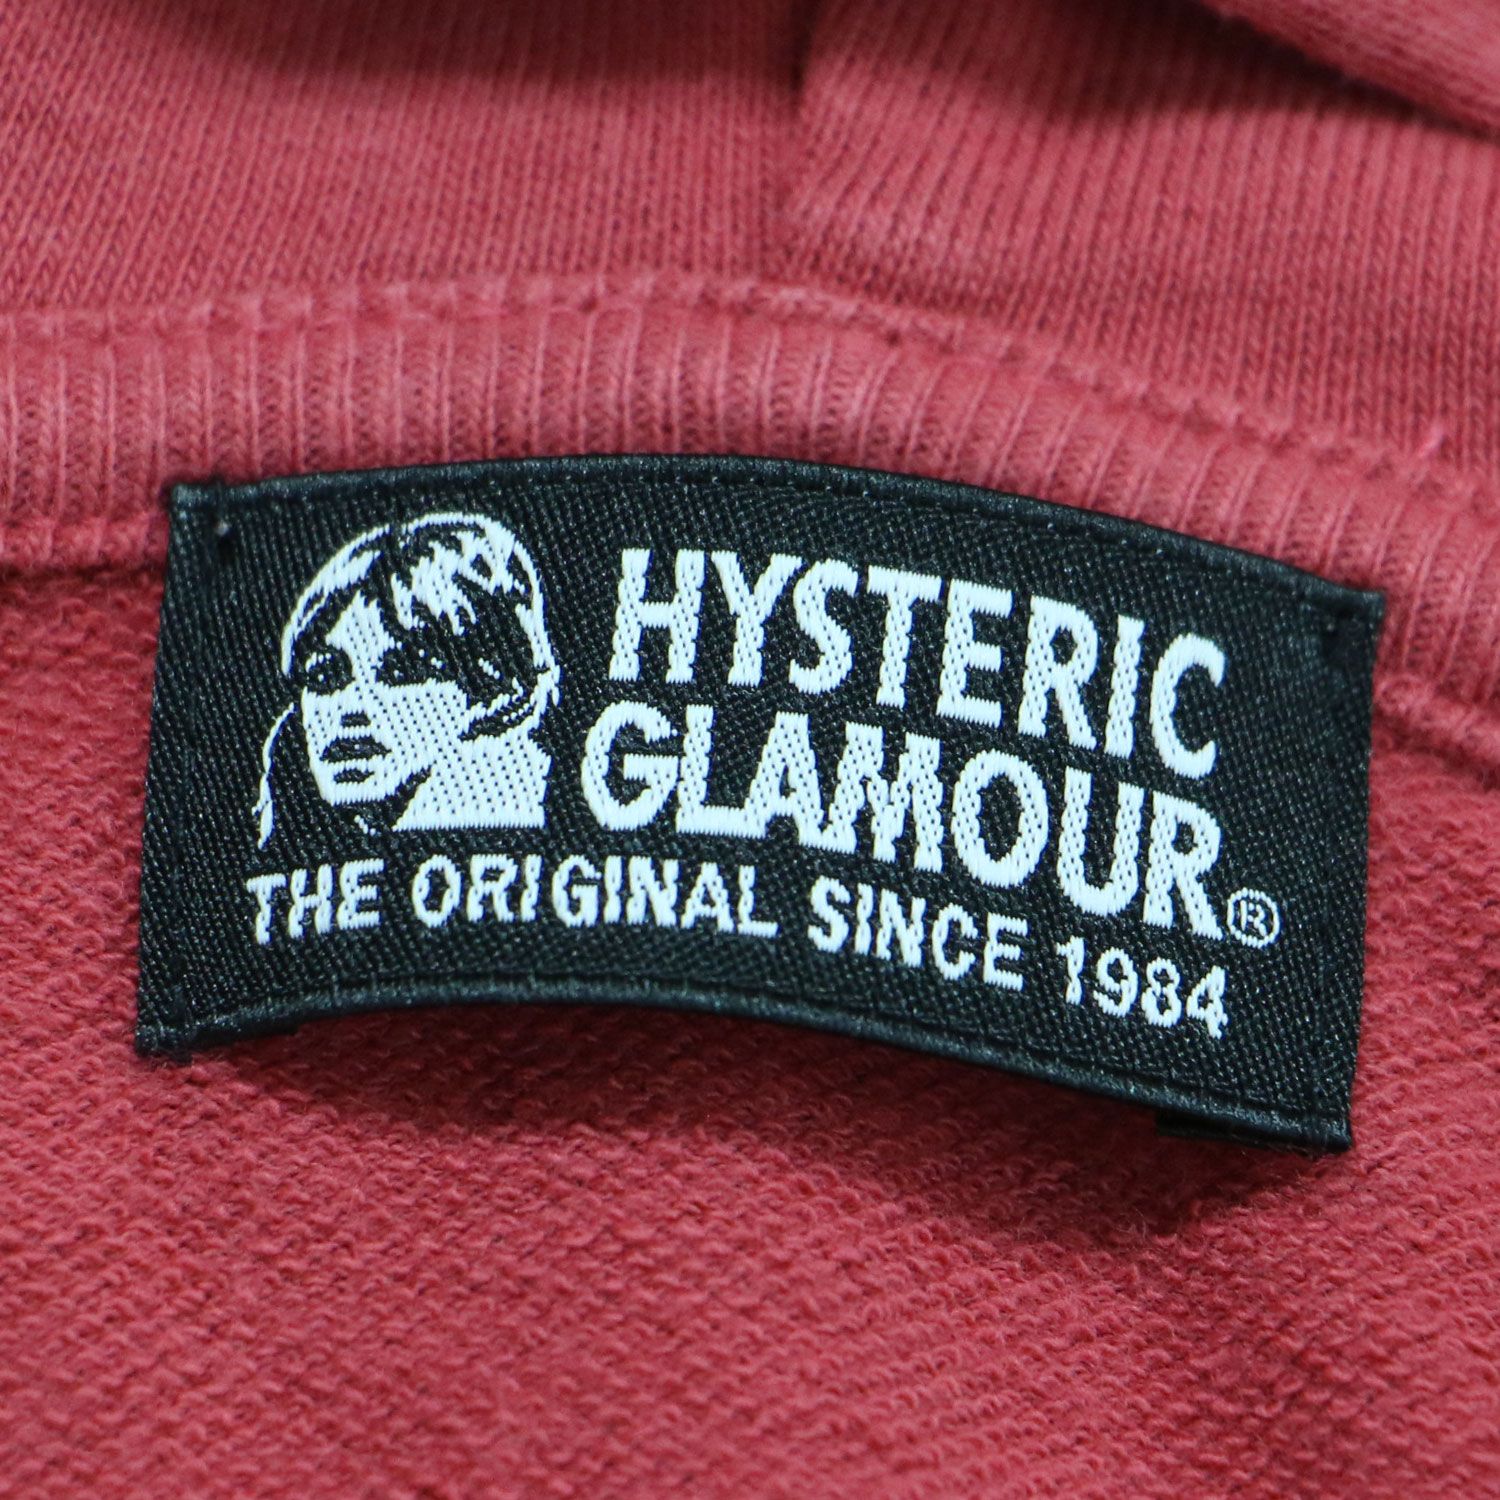 HYSTERIC
GLAMOUR®
THE ORIGINAL SINCE 1984